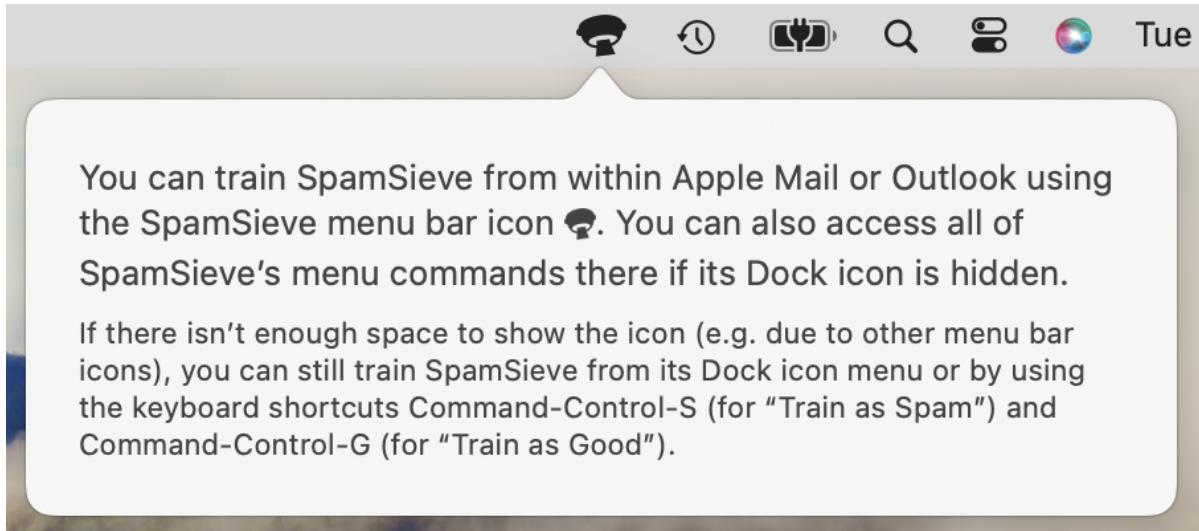 Tue
You can train SpamSieve from within Apple Mail or Outlook using
the SpamSieve menu bar icon. You can also access all of
SpamSieve’s menu commands there if its Dock icon is hidden.
If there isn’t enough space to show the icon (e.g. due to other menu bar
icons), you can still train SpamSieve from its Dock icon menu or by using
the keyboard shortcuts Command-Control-S (for “Train as Spam”) and
Command-Control-G (for “Train as Good”).